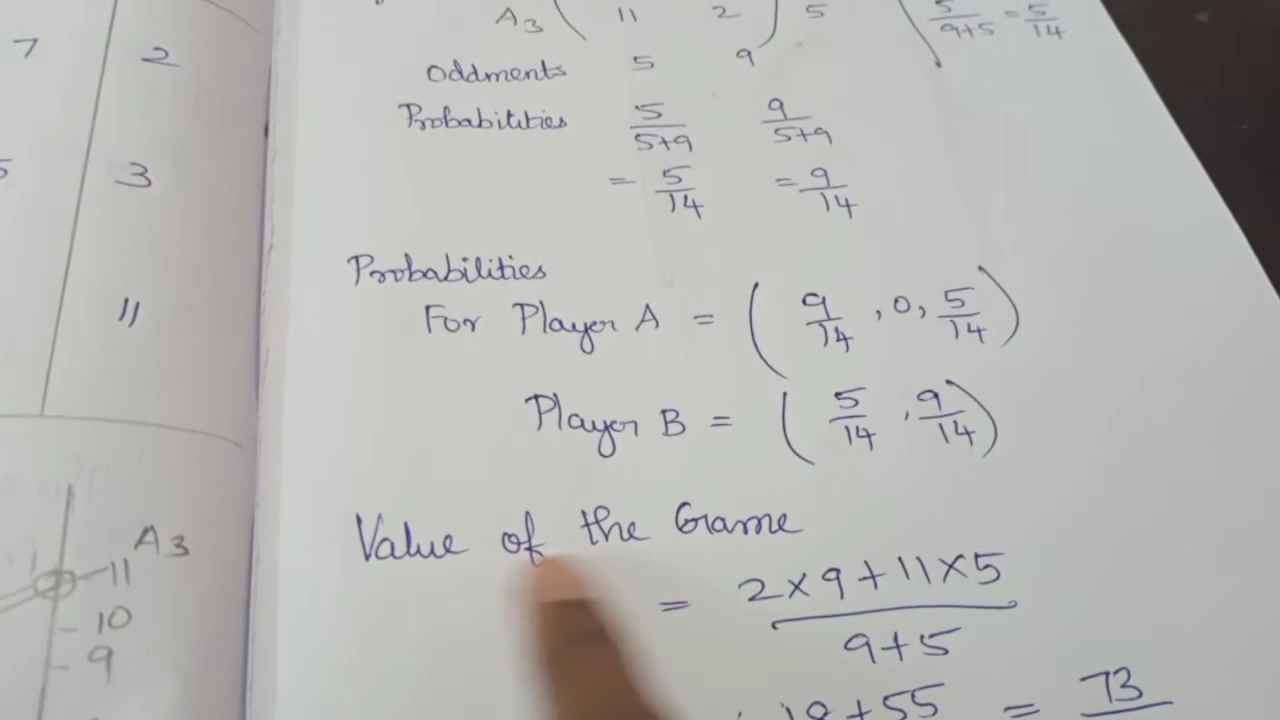 7 2
3
11
A3
11
10
9
A3 ( 11 2 ) 5 5/(9+5) = 5/14
Oddments 5 9
Probabilities 5/(5+9) 9/(5+9)
= 5/14 = 9/14
Probabilities
For Player A = ( 9/14 , 0, 5/14 )
Player B = ( 5/14 , 9/14 )
Value of the Game
= (2×9+11×5)/(9+5)
18+55 = 73